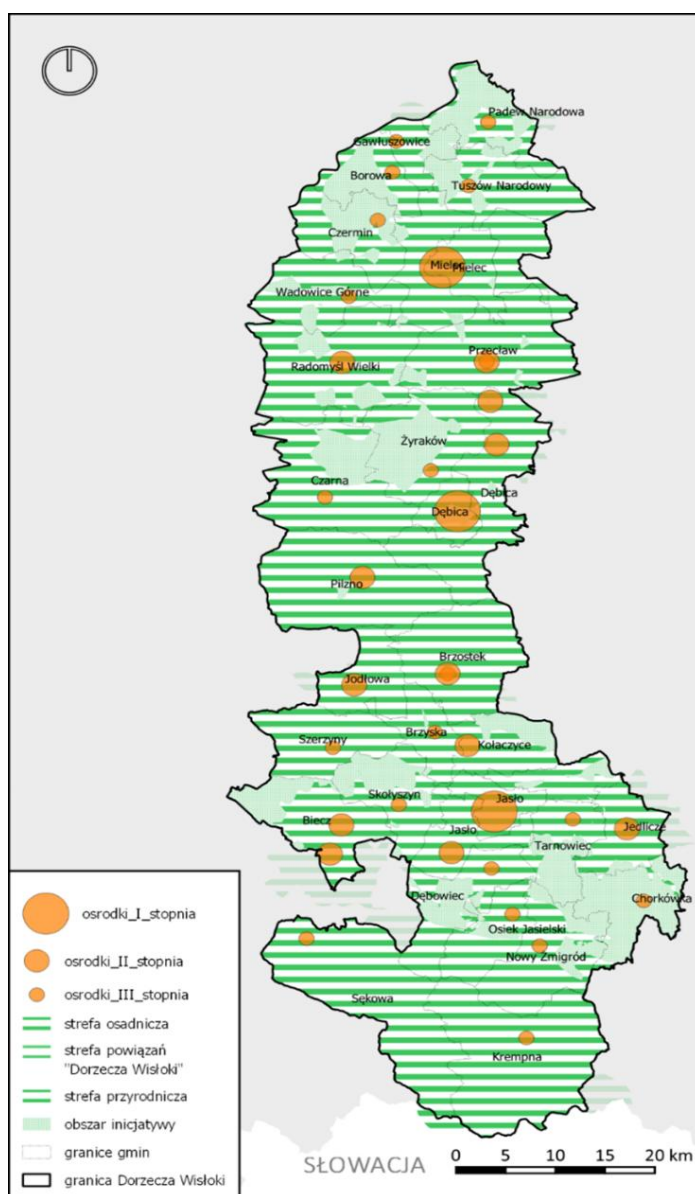 Padew Narodowa
Gawłuszowice
Borowa
Tuszów Narodowy
Czermin
Mielec
Mielec
Wadowice Górne
Przecław
Radomyśl Wielki
Żyraków
Czarna
Dębica
Dębica
Pilzno
Brzostek
Jodłowa
Brzyska
Szerzyny
Kołaczyce
Skołyszyn
Jasło
Biecz
Jasło
Jedlicze
Tarnowiec
Dębowiec
Chorkówka
Osiek Jasielski
Nowy Żmigród
Sękowa
Krempna
osrodki_I_stopnia
osrodki_II_stopnia
osrodki_III_stopnia
strefa osadnicza
strefa powiązań
"Dorzecza Wisłoki"
strefa przyrodnicza
obszar inicjatywy
granice gmin
granica Dorzecza Wisłoki
SŁOWACJA
0 5 10 15 20 km